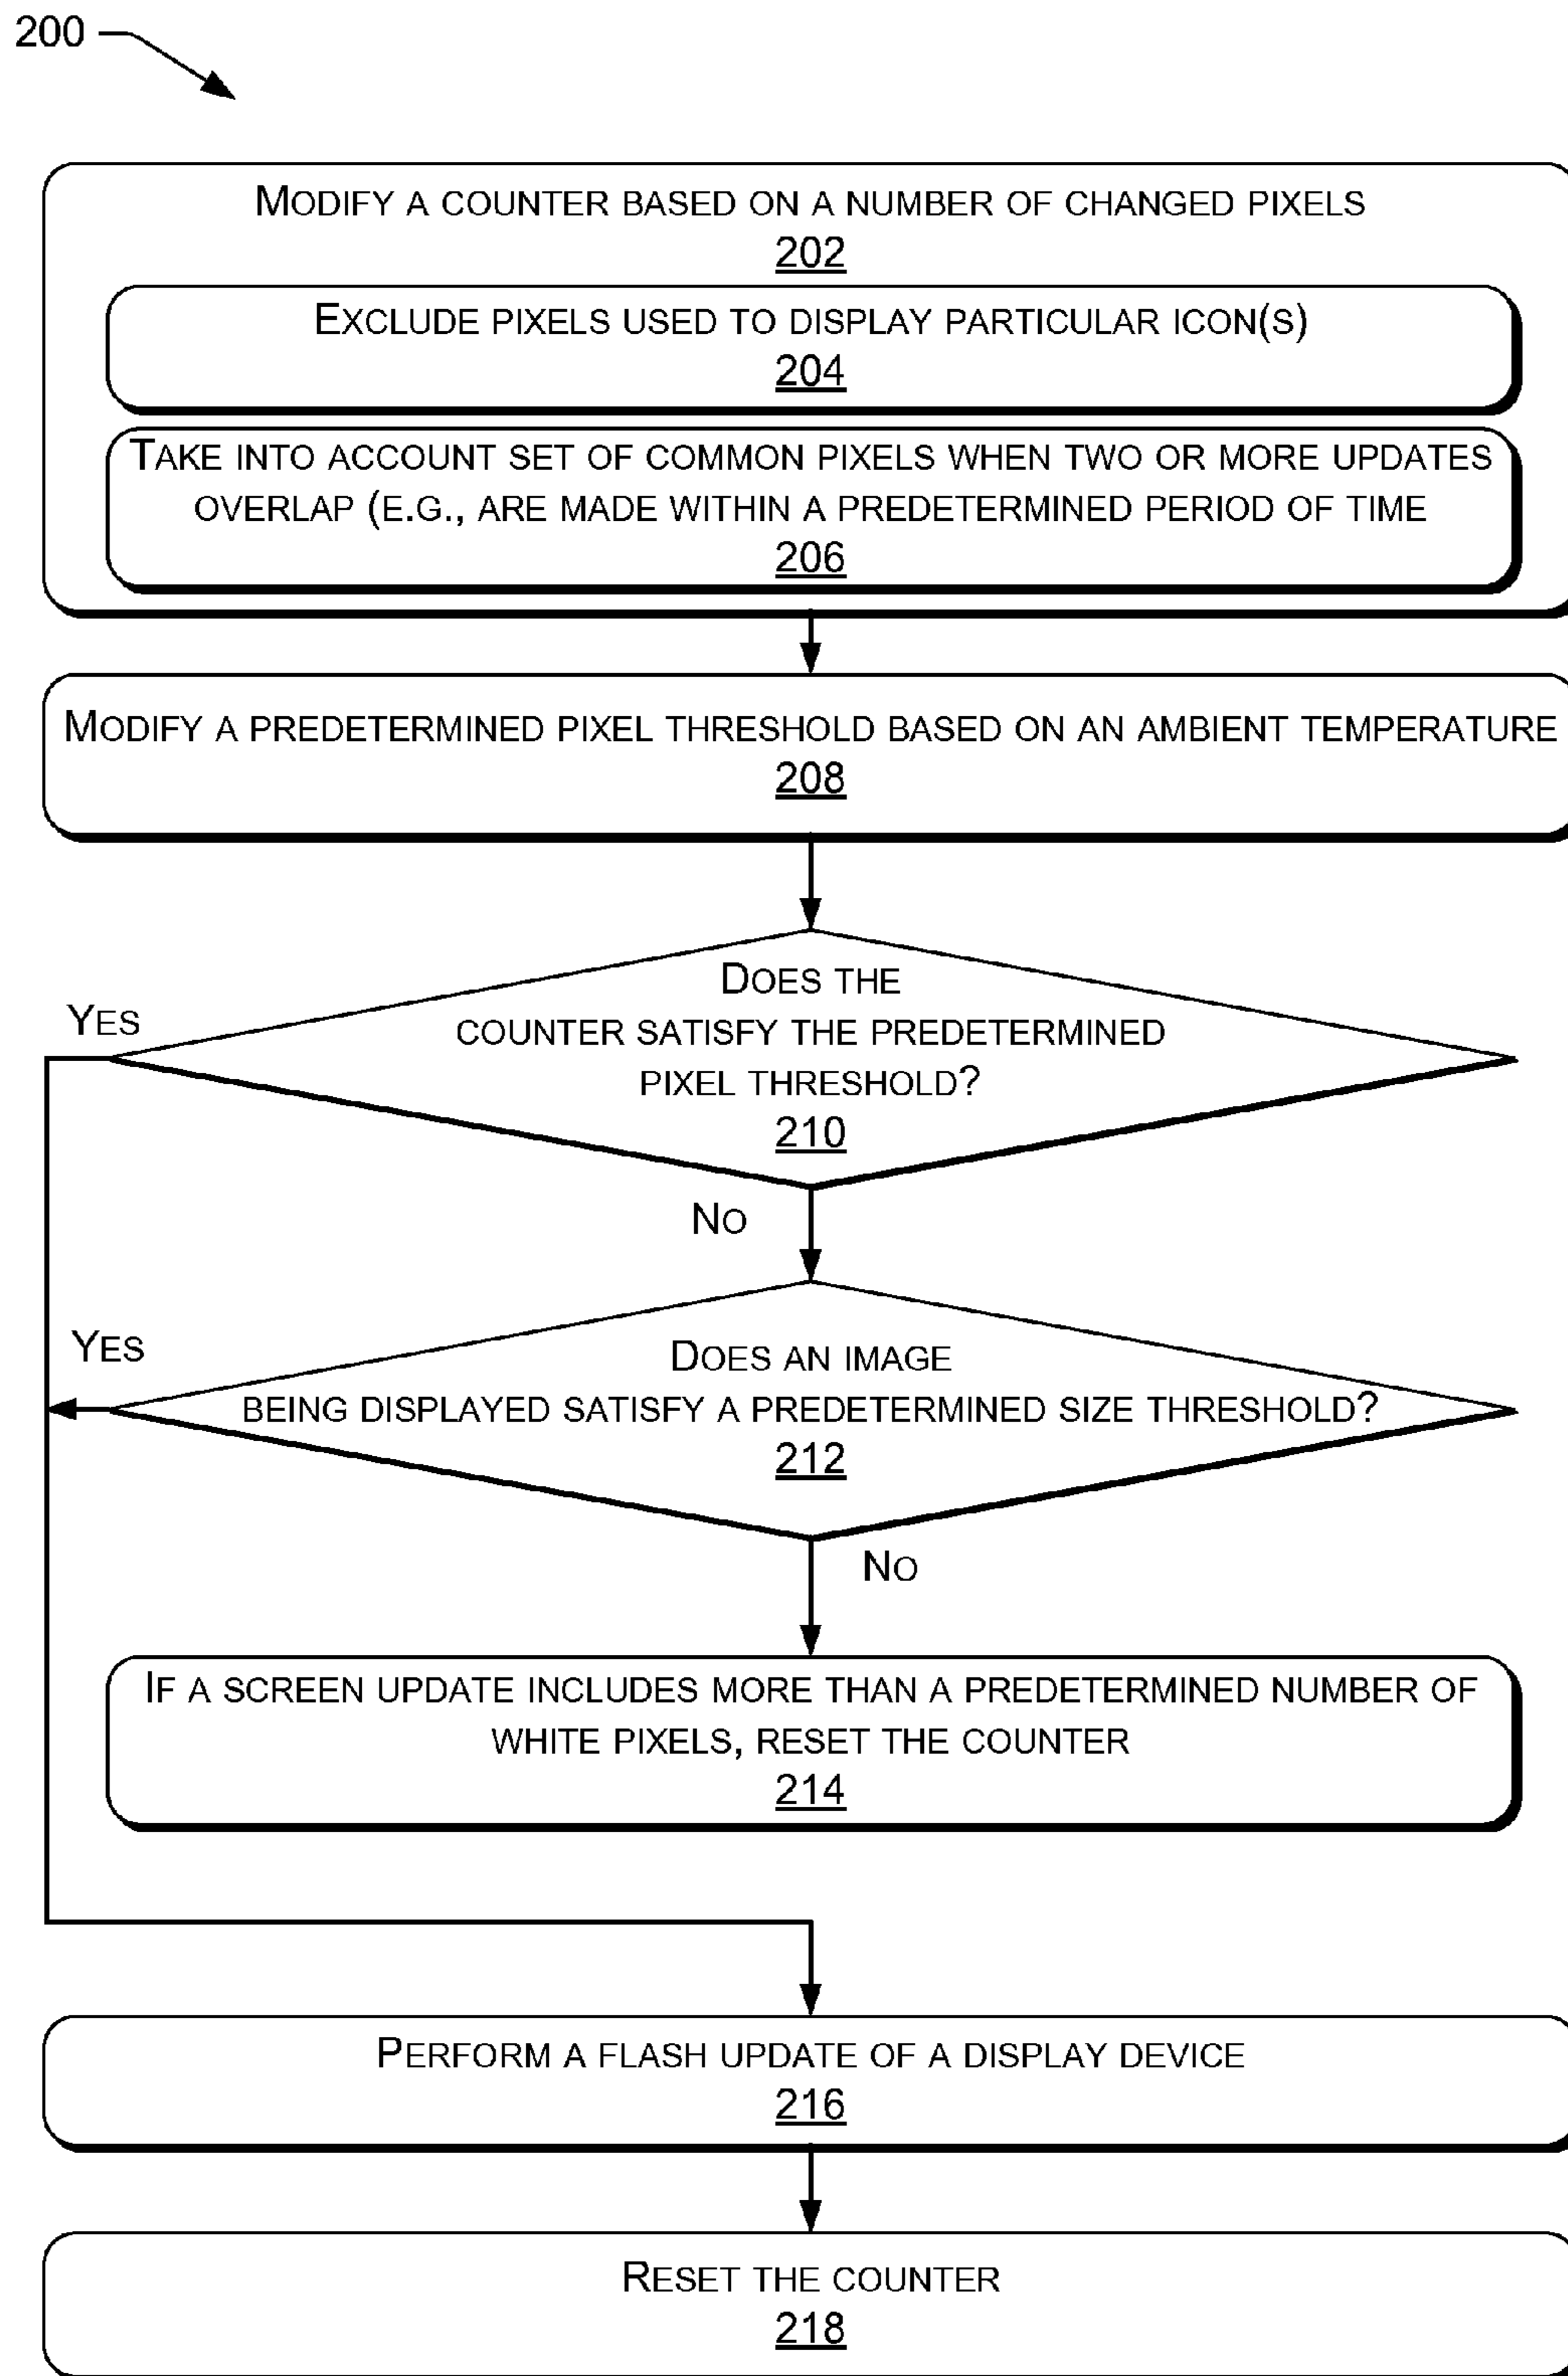 200
MODIFY A COUNTER BASED ON A NUMBER OF CHANGED PIXELS
202
EXCLUDE PIXELS USED TO DISPLAY PARTICULAR ICON(S)
204
TAKE INTO ACCOUNT SET OF COMMON PIXELS WHEN TWO OR MORE UPDATES
OVERLAP (E.G., ARE MADE WITHIN A PREDETERMINED PERIOD OF TIME
206
MODIFY A PREDETERMINED PIXEL THRESHOLD BASED ON AN AMBIENT TEMPERATURE
208
DOES THE
COUNTER SATISFY THE PREDETERMINED
PIXEL THRESHOLD?
210
YES
NO
DOES AN IMAGE
BEING DISPLAYED SATISFY A PREDETERMINED SIZE THRESHOLD?
212
YES
NO
IF A SCREEN UPDATE INCLUDES MORE THAN A PREDETERMINED NUMBER OF
WHITE PIXELS, RESET THE COUNTER
214
PERFORM A FLASH UPDATE OF A DISPLAY DEVICE
216
RESET THE COUNTER
218